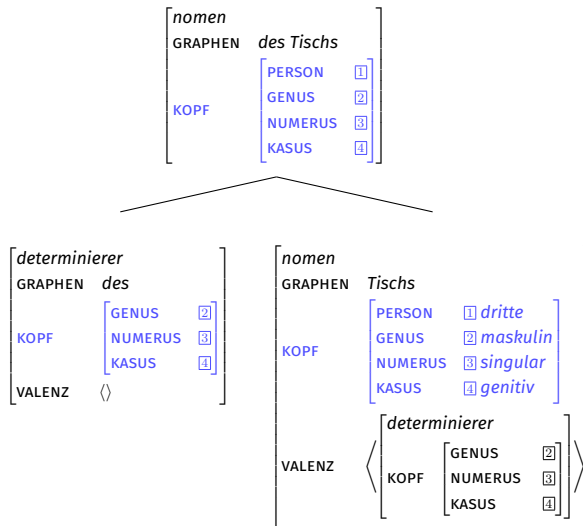 nomen
GRAPHEN des Tischs
KOPF
PERSON 1
GENUS 2
NUMERUS 3
KASUS 4
determinierer
GRAPHEN des
KOPF
GENUS 2
NUMERUS 3
KASUS 4
VALENZ ⟨⟩
nomen
GRAPHEN Tischs
KOPF
PERSON 1 dritte
GENUS 2 maskulin
NUMERUS 3 singular
KASUS 4 genitiv
VALENZ
determinierer
KOPF
GENUS 2
NUMERUS 3
KASUS 4